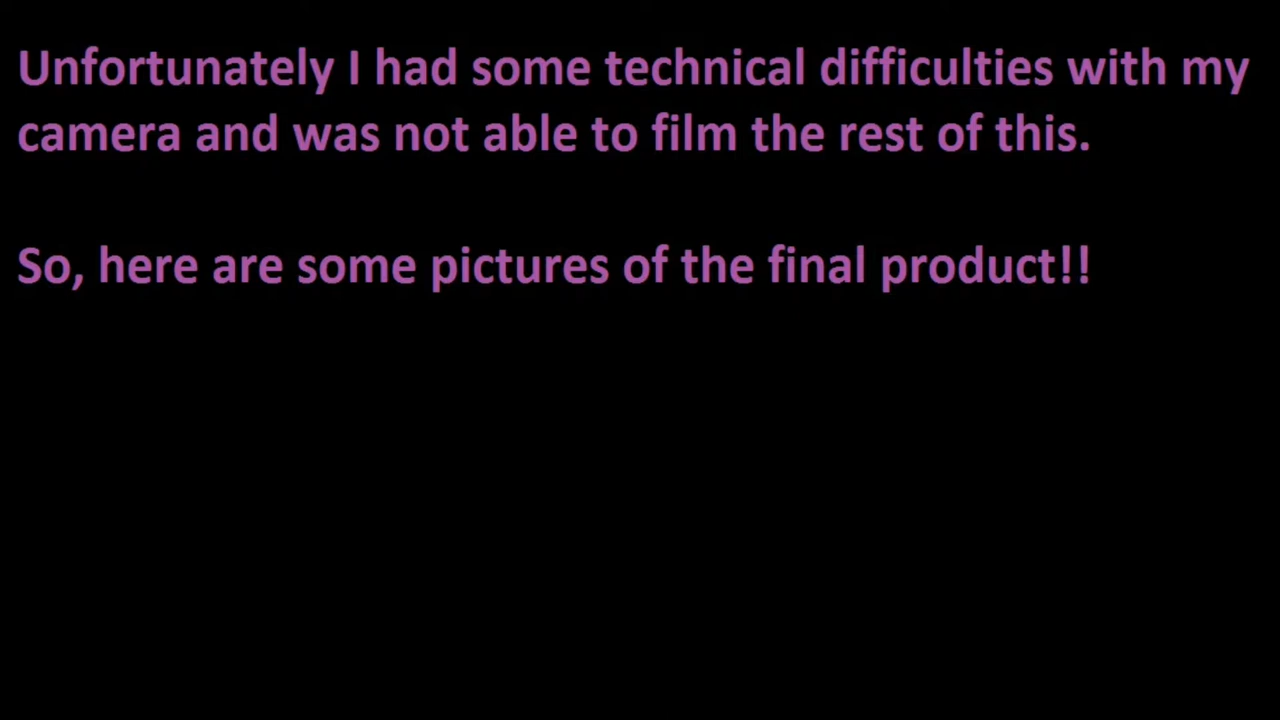 Unfortunately I had some technical difficulties with my
camera and was not able to film the rest of this.
So, here are some pictures of the final product!!